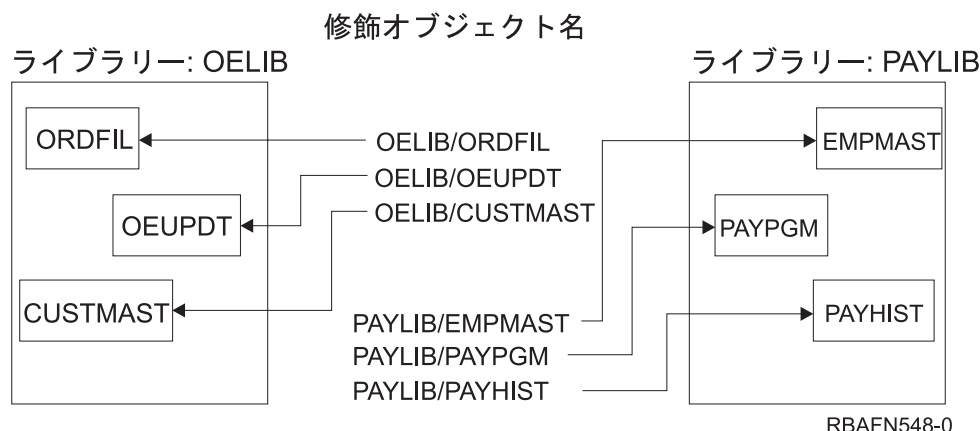 修飾オブジェクト名
ライブラリー: OELIB
ライブラリー: PAYLIB
ORDFIL
OEUPDT
CUSTMAST
OELIB/ORDFIL
OELIB/OEUPDT
OELIB/CUSTMAST
PAYLIB/EMPMAST
PAYLIB/PAYPGM
PAYLIB/PAYHIST
EMPMAST
PAYPGM
PAYHIST
RBAFN548-0